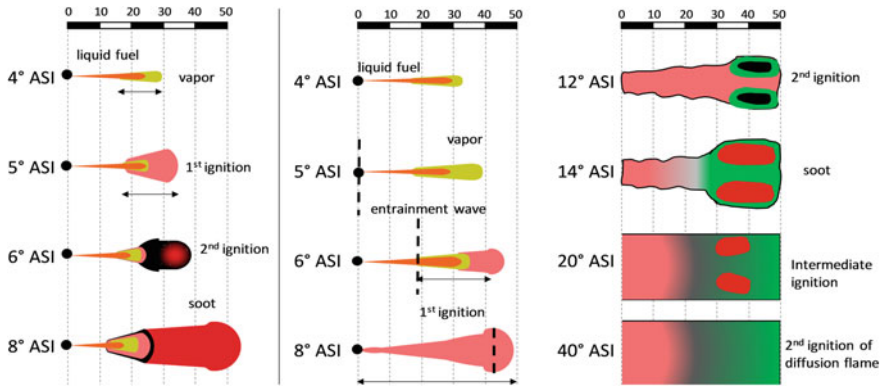 0 10 20 30 40 50
liquid fuel
4° ASI
vapor
5° ASI
1st ignition
6° ASI
2nd ignition
soot
8° ASI
0 10 20 30 40 50
liquid fuel
4° ASI
vapor
5° ASI
entrainment wave
6° ASI
1st ignition
8° ASI
0 10 20 30 40 50
12° ASI
2nd ignition
14° ASI
soot
20° ASI
Intermediate
ignition
40° ASI
2nd ignition of
diffusion flame